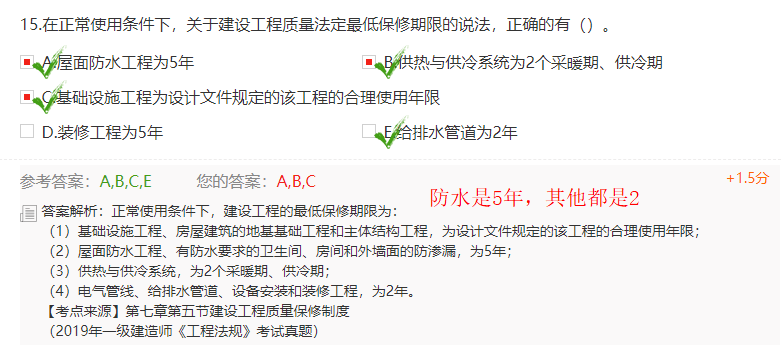 15.在正常使用条件下，关于建设工程质量法定最低保修期限的说法，正确的有（）。
A.屋面防水工程为5年 B.供热与供冷系统为2个采暖期、供冷期
C.基础设施工程为设计文件规定的该工程的合理使用年限
D.装修工程为5年 E.给排水管道为2年
参考答案：A,B,C,E 您的答案：A,B,C +1.5分
防水是5年，其他都是2
答案解析：正常使用条件下，建设工程的最低保修期限为：
（1）基础设施工程、房屋建筑的地基基础工程和主体结构工程，为设计文件规定的该工程的合理使用年限；
（2）屋面防水工程、有防水要求的卫生间、房间和外墙面的防渗漏，为5年；
（3）供热与供冷系统，为2个采暖期、供冷期；
（4）电气管线、给排水管道、设备安装和装修工程，为2年。
【考点来源】第七章第五节建设工程质量保修制度
（2019年一级建造师《工程法规》考试真题）